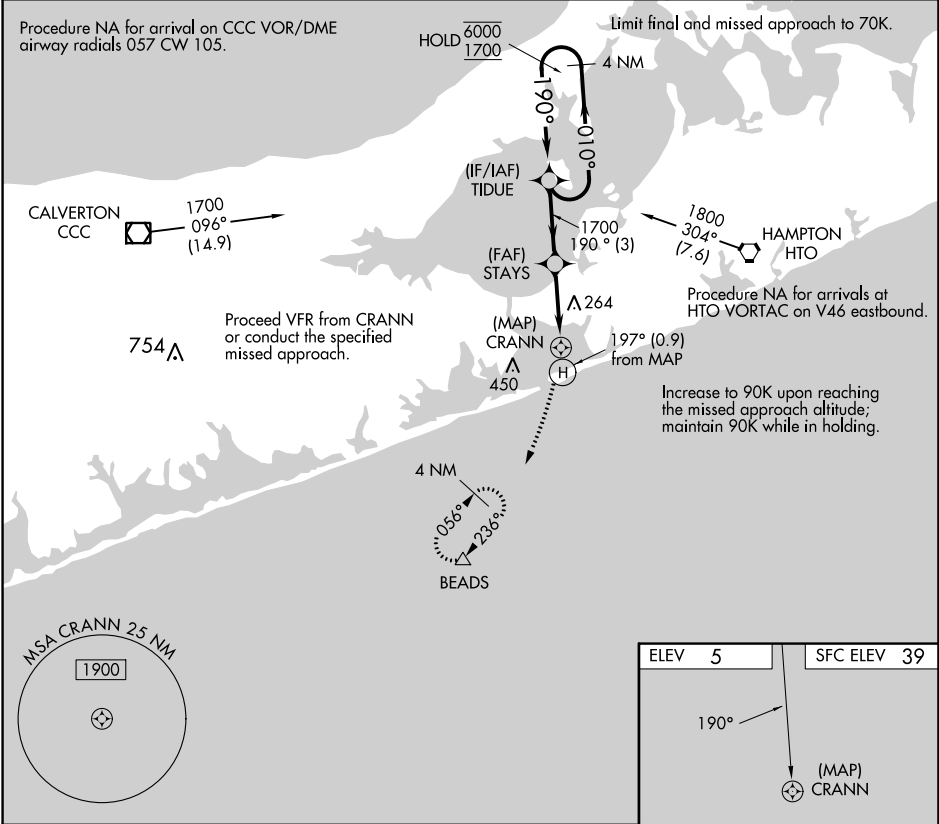 Procedure NA for arrival on CCC VOR/DME
airway radials 057 CW 105.
Limit final and missed approach to 70K.
HOLD 6000
1700
4 NM
190°
010°
(IF/IAF)
TIDUE
CALVERTON
CCC
1700
096°
(14.9)
1700
190° (3)
1800
304°
(7.6)
HAMPTON
HTO
(FAF)
STAYS
Procedure NA for arrivals at
HTO VORTAC on V46 eastbound.
264
Proceed VFR from CRANN
or conduct the specified
missed approach.
754
(MAP)
CRANN
450
H
197° (0.9)
from MAP
Increase to 90K upon reaching
the missed approach altitude;
maintain 90K while in holding.
4 NM
056°
236°
BEADS
MSA CRANN 25 NM
1900
ELEV 5
SFC ELEV 39
190°
(MAP)
CRANN